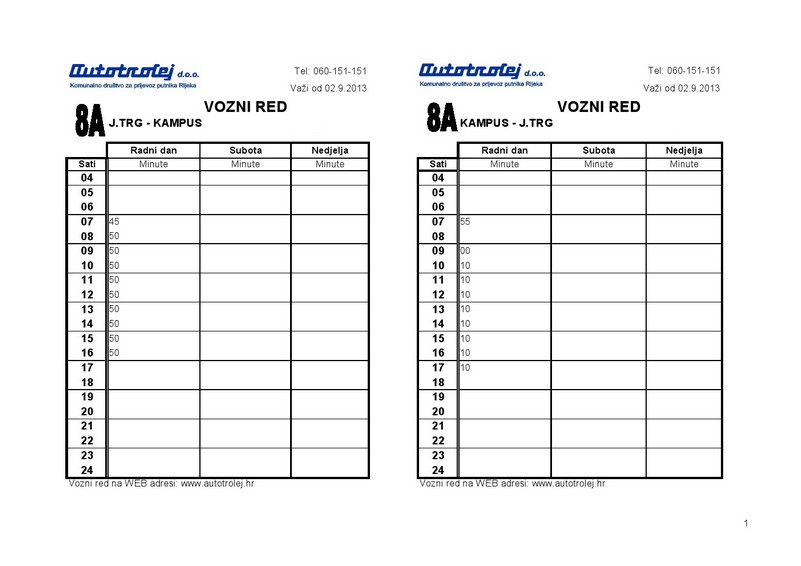 Autotrolej d.o.o.
Komunalno društvo za prijevoz putnika Rijeka
Tel: 060-151-151
Važi od 02.9.2013
VOZNI RED
8A J.TRG - KAMPUS
Radni dan Subota Nedjelja
Sati Minute Minute Minute
04
05
06
07 45
08 50
09 50
10 50
11 50
12 50
13 50
14 50
15 50
16 50
17
18
19
20
21
22
23
24
Vozni red na WEB adresi: www.autotrolej.hr
Autotrolej d.o.o.
Komunalno društvo za prijevoz putnika Rijeka
Tel: 060-151-151
Važi od 02.9.2013
VOZNI RED
8A KAMPUS - J.TRG
Radni dan Subota Nedjelja
Sati Minute Minute Minute
04
05
06
07 55
08
09 00
10 10
11 10
12 10
13 10
14 10
15 10
16 10
17 10
18
19
20
21
22
23
24
Vozni red na WEB adresi: www.autotrolej.hr
1